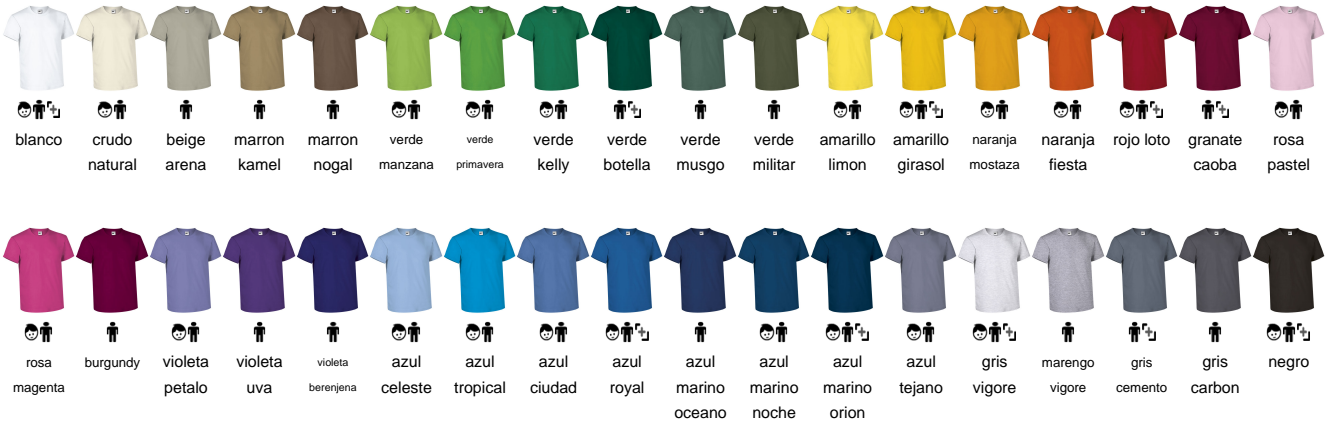 blanco crudo beige marron marron verde verde verde verde verde verde amarillo amarillo naranja naranja rojo loto granate rosa
natural arena kamel nogal manzana primavera kelly botella musgo militar limon girasol mostaza fiesta caoba pastel
rosa burgundy violeta violeta violeta azul azul azul azul azul azul azul azul gris marengo gris gris negro
magenta petalo uva berenjena celeste tropical ciudad royal marino marino marino tejano vigore vigore cemento carbon
oceano noche orion